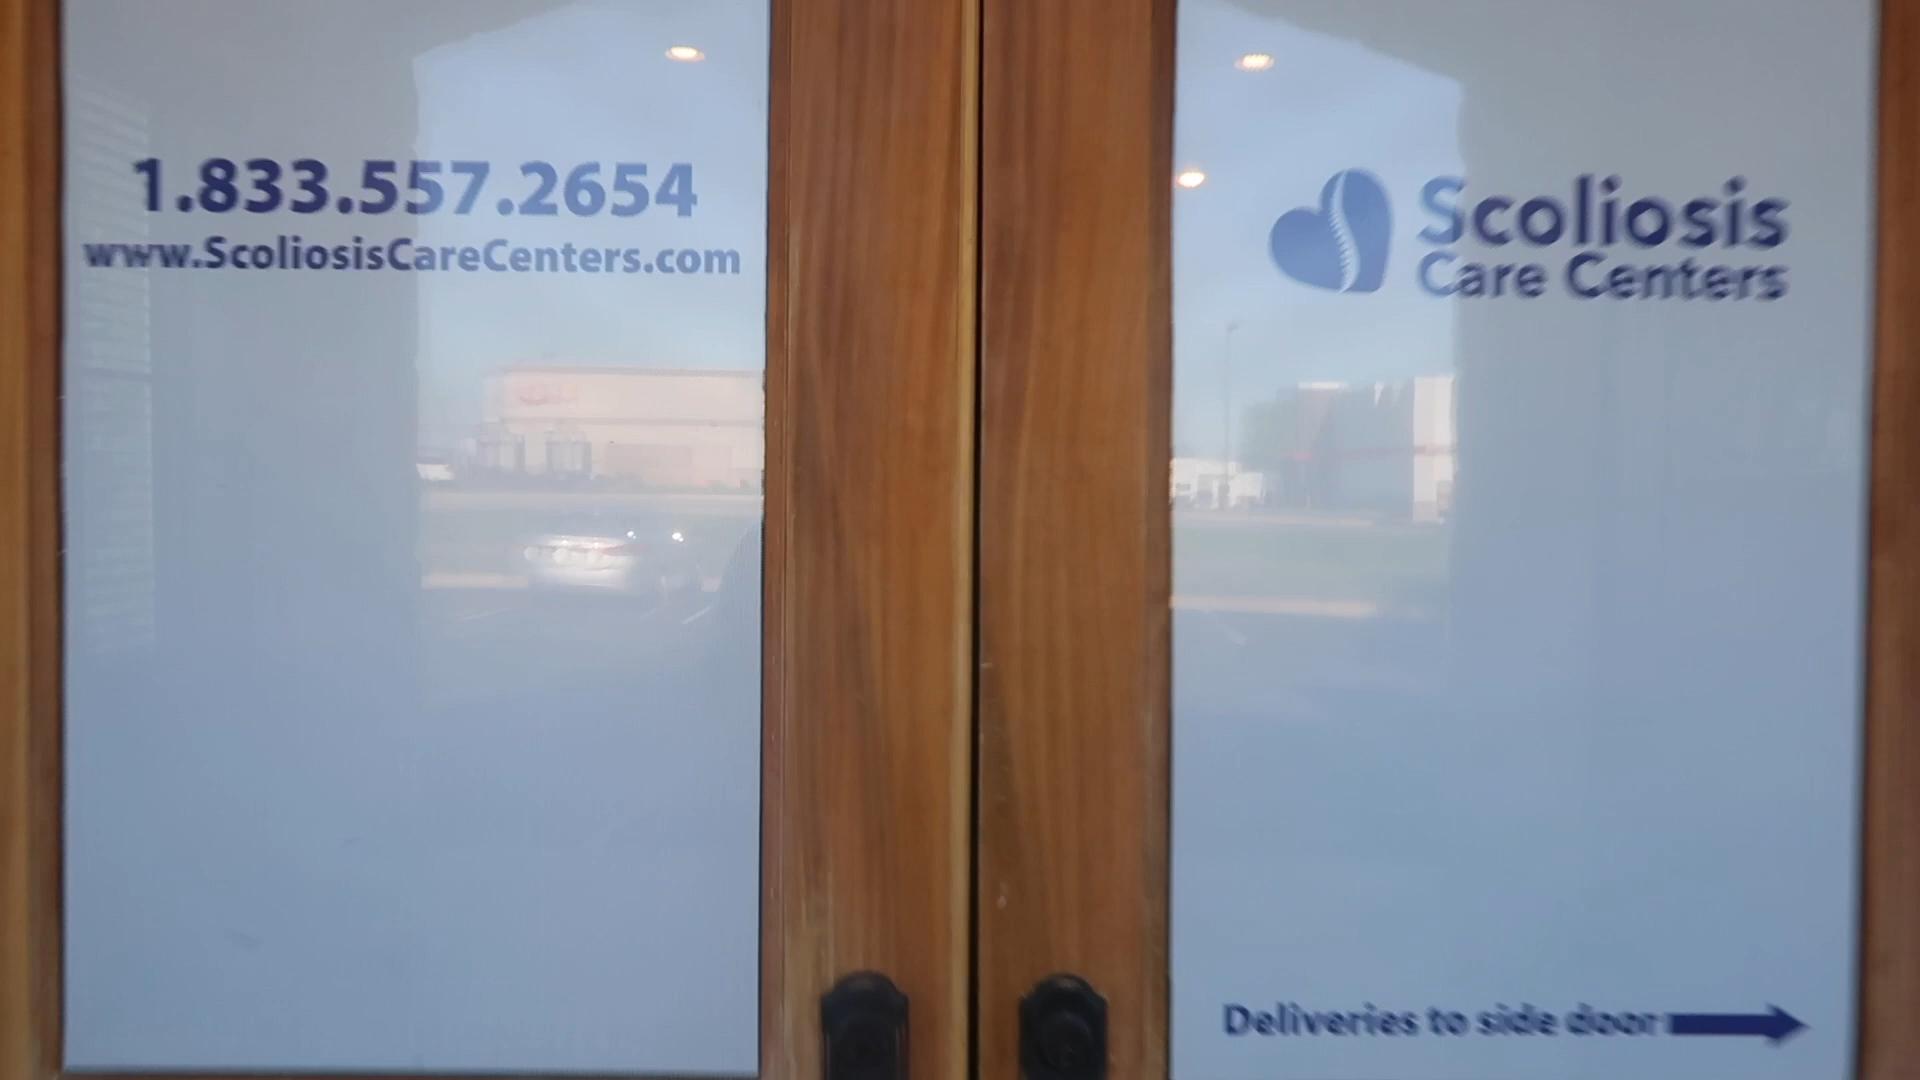 1.833.557.2654
www.ScoliosisCareCenters.com
Scoliosis
Care Centers
Deliveries to side door